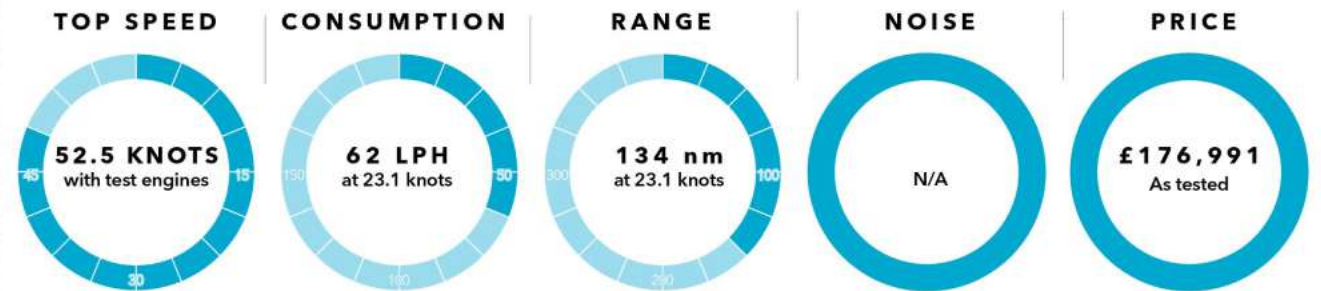 TOP SPEED
52.5 KNOTS
with test engines
45
15
30
CONSUMPTION
62 LPH
at 23.1 knots
150
50
100
RANGE
134 nm
at 23.1 knots
300
100
200
NOISE
N/A
PRICE
£176,991
As tested